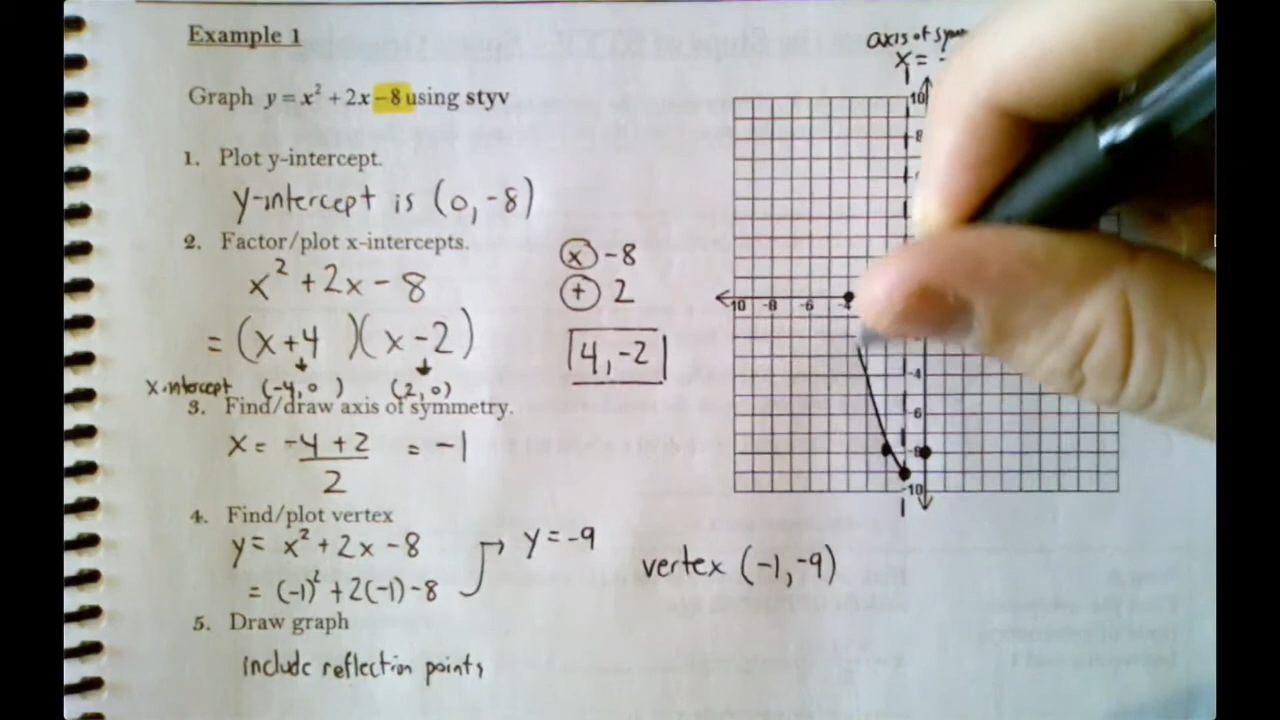 Example 1
axis of sym
x = -
Graph y = x² + 2x - 8 using styv
1. Plot y-intercept.
y-intercept is (0, -8)
2. Factor/plot x-intercepts.
x² + 2x - 8
= (x+4 )(x-2)
x -8
+ 2
4, -2
x-intercept (-4, 0 ) (2, 0)
3. Find/draw axis of symmetry.
x = -4 + 2 / 2 = -1
4. Find/plot vertex
y = x² + 2x - 8
= (-1)² + 2(-1) - 8
y = -9
vertex (-1, -9)
5. Draw graph
include reflection points
10
8
-10 -8 -6 -4
-4
-6
-8
-10